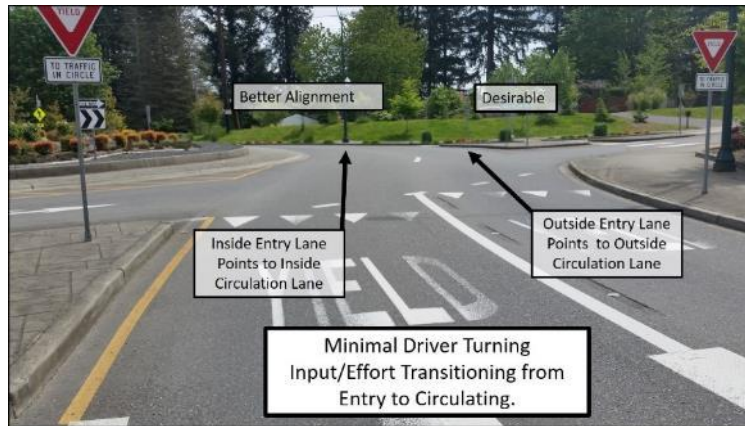 YIELD
TO TRAFFIC
IN CIRCLE
YIELD
TO TRAFFIC
IN CIRCLE
Better Alignment
Desirable
Inside Entry Lane
Points to Inside
Circulation Lane
Outside Entry Lane
Points to Outside
Circulation Lane
YIELD
Minimal Driver Turning
Input/Effort Transitioning from
Entry to Circulating.